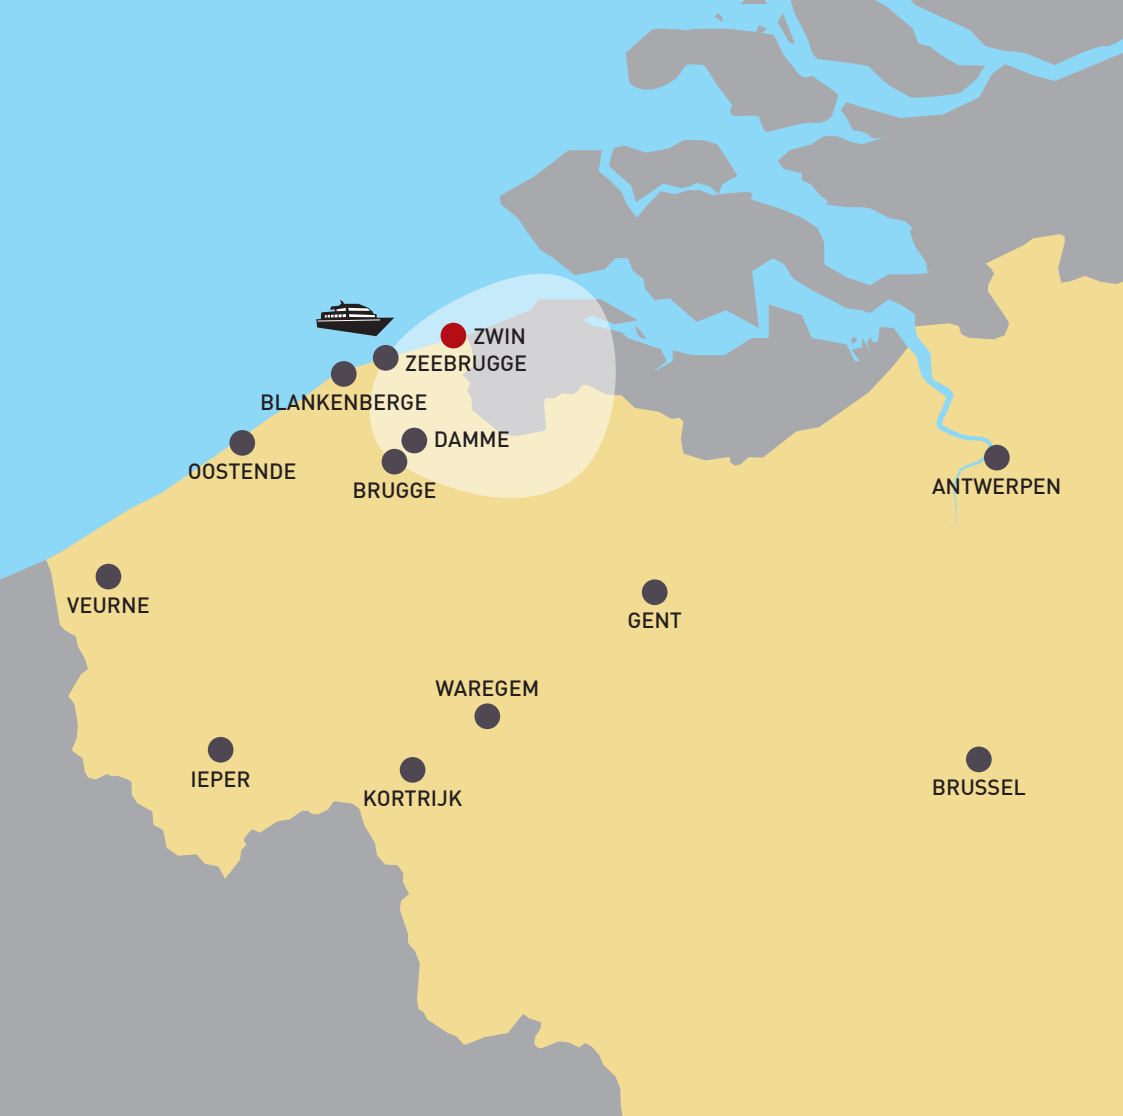 ZWIN
ZEEBRUGGE
BLANKENBERGE
DAMME
OOSTENDE
BRUGGE
ANTWERPEN
VEURNE
GENT
WAREGEM
IEPER
KORTRIJK
BRUSSEL